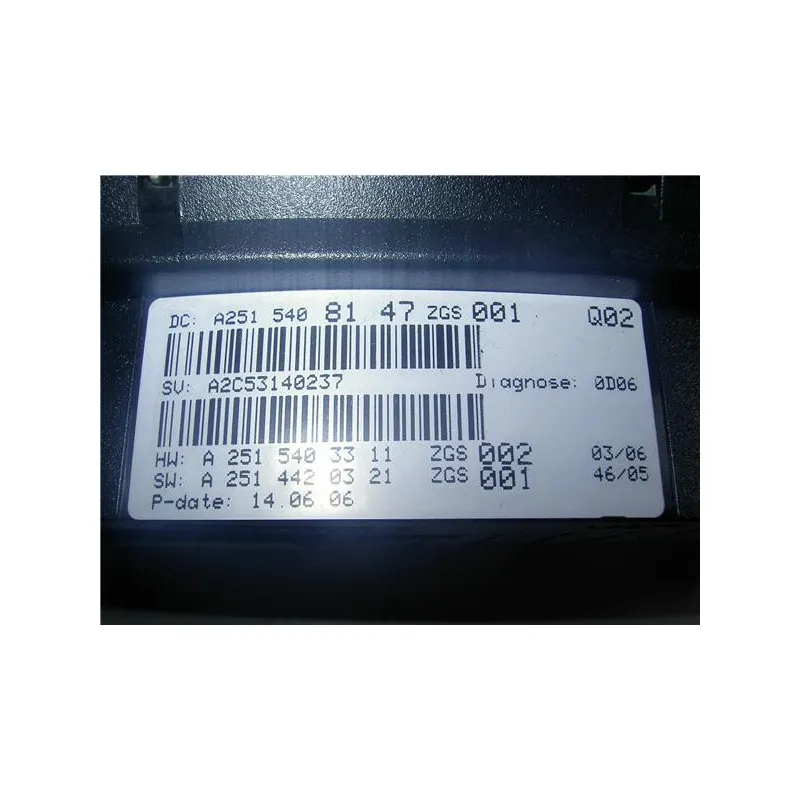 DC: A251 540 81 47 ZGS 001 Q02
SV: A2C53140237 Diagnose: 0D06
HW: A 251 540 33 11 ZGS 002 03/06
SW: A 251 442 03 21 ZGS 001 46/05
P-date: 14.06.06